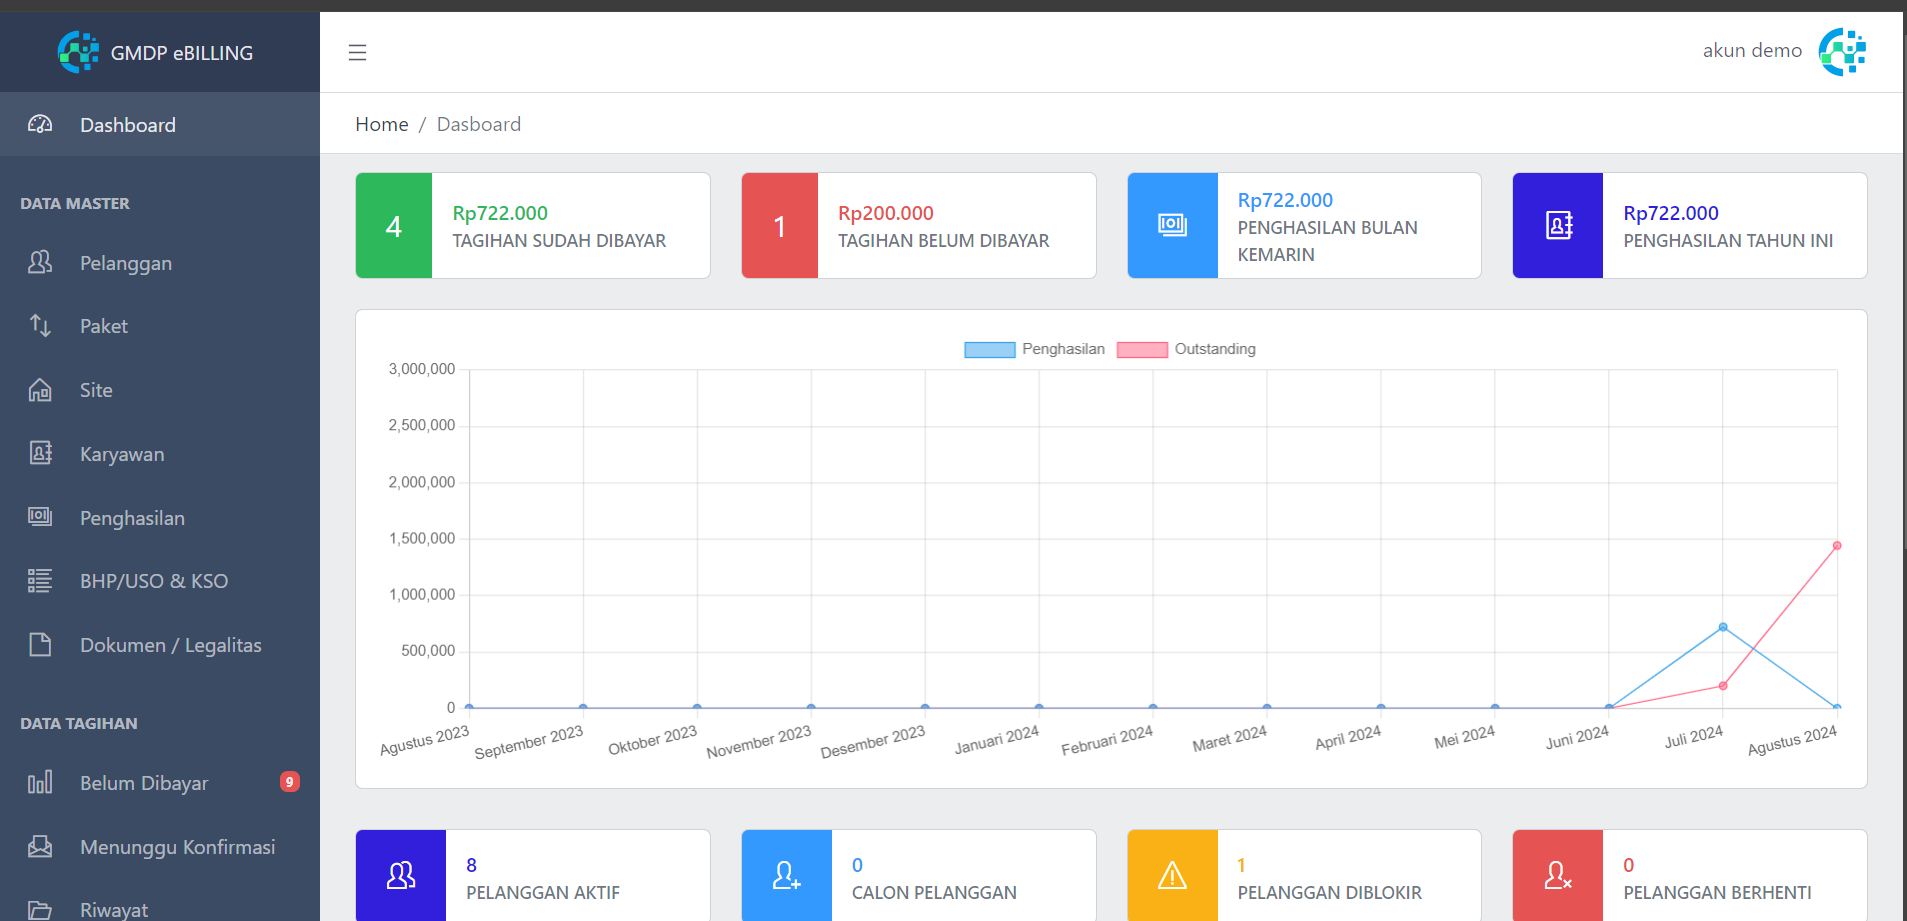 GMDP eBILLING
akun demo
Dashboard
Home / Dasboard
DATA MASTER
Pelanggan
Paket
Site
Karyawan
Penghasilan
BHP/USO & KSO
Dokumen / Legalitas
DATA TAGIHAN
Belum Dibayar 9
Menunggu Konfirmasi
Riwayat
4
Rp722.000
TAGIHAN SUDAH DIBAYAR
1
Rp200.000
TAGIHAN BELUM DIBAYAR
Rp722.000
PENGHASILAN BULAN
KEMARIN
Rp722.000
PENGHASILAN TAHUN INI
Penghasilan Outstanding
3,000,000
2,500,000
2,000,000
1,500,000
1,000,000
500,000
0
Agustus 2023
September 2023
Oktober 2023
November 2023
Desember 2023
Januari 2024
Februari 2024
Maret 2024
April 2024
Mei 2024
Juni 2024
Juli 2024
Agustus 2024
8
PELANGGAN AKTIF
0
CALON PELANGGAN
1
PELANGGAN DIBLOKIR
0
PELANGGAN BERHENTI